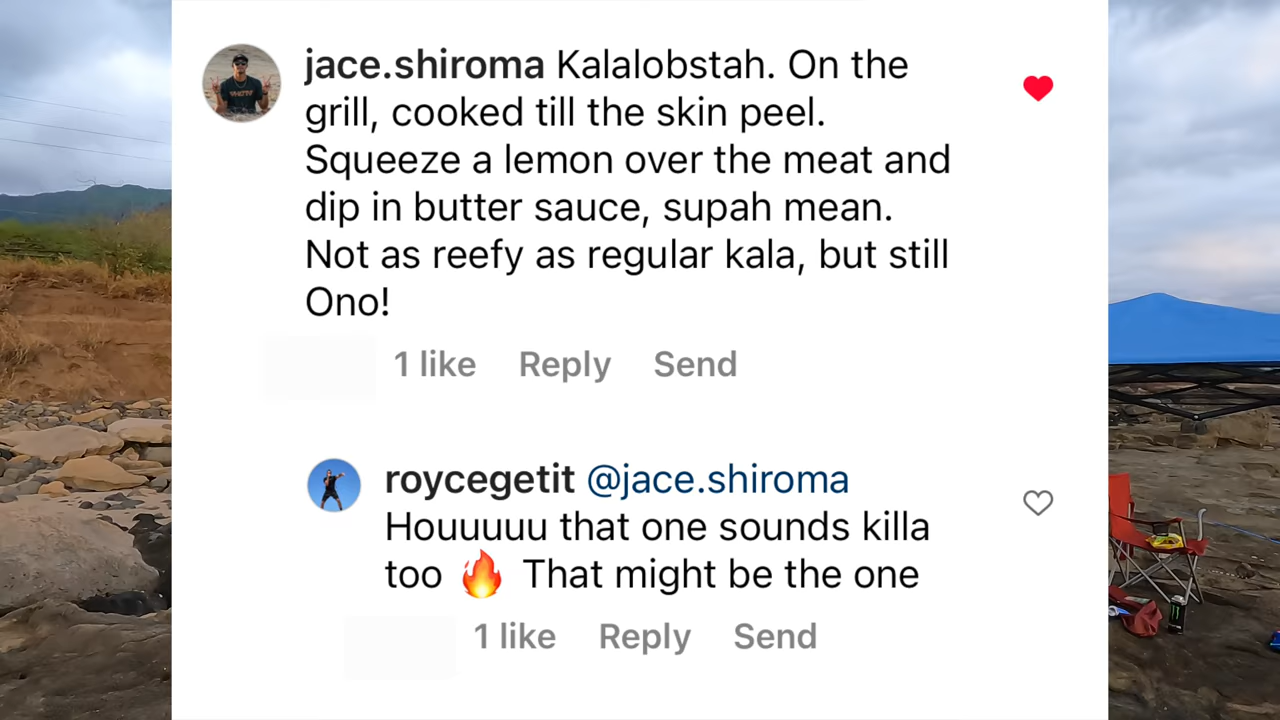 jace.shiroma Kalalobstah. On the
grill, cooked till the skin peel.
Squeeze a lemon over the meat and
dip in butter sauce, supah mean.
Not as reefy as regular kala, but still
Ono!
1 like Reply Send
roycegetit @jace.shiroma
Houuuuu that one sounds killa
too 🔥 That might be the one
1 like Reply Send